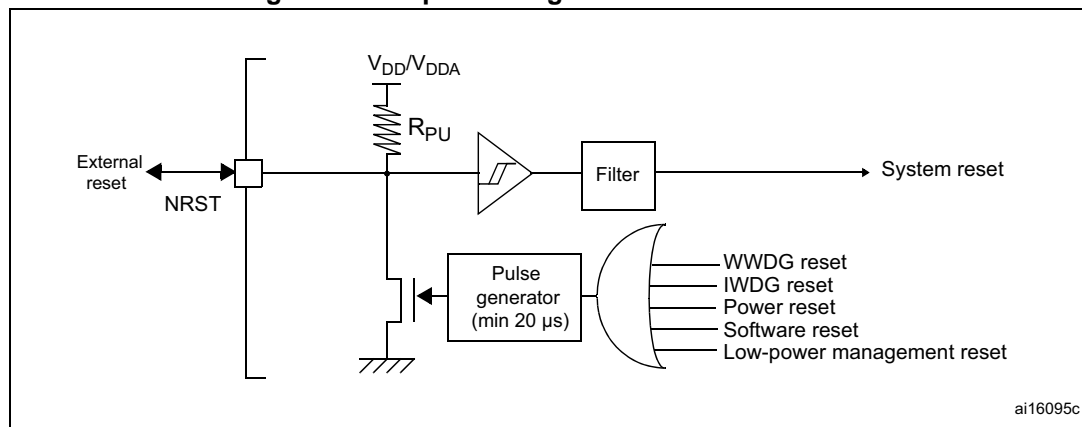 V_DD/V_DDA
R_PU
External
reset
NRST
Filter
System reset
Pulse
generator
(min 20 µs)
WWDG reset
IWDG reset
Power reset
Software reset
Low-power management reset
ai16095c